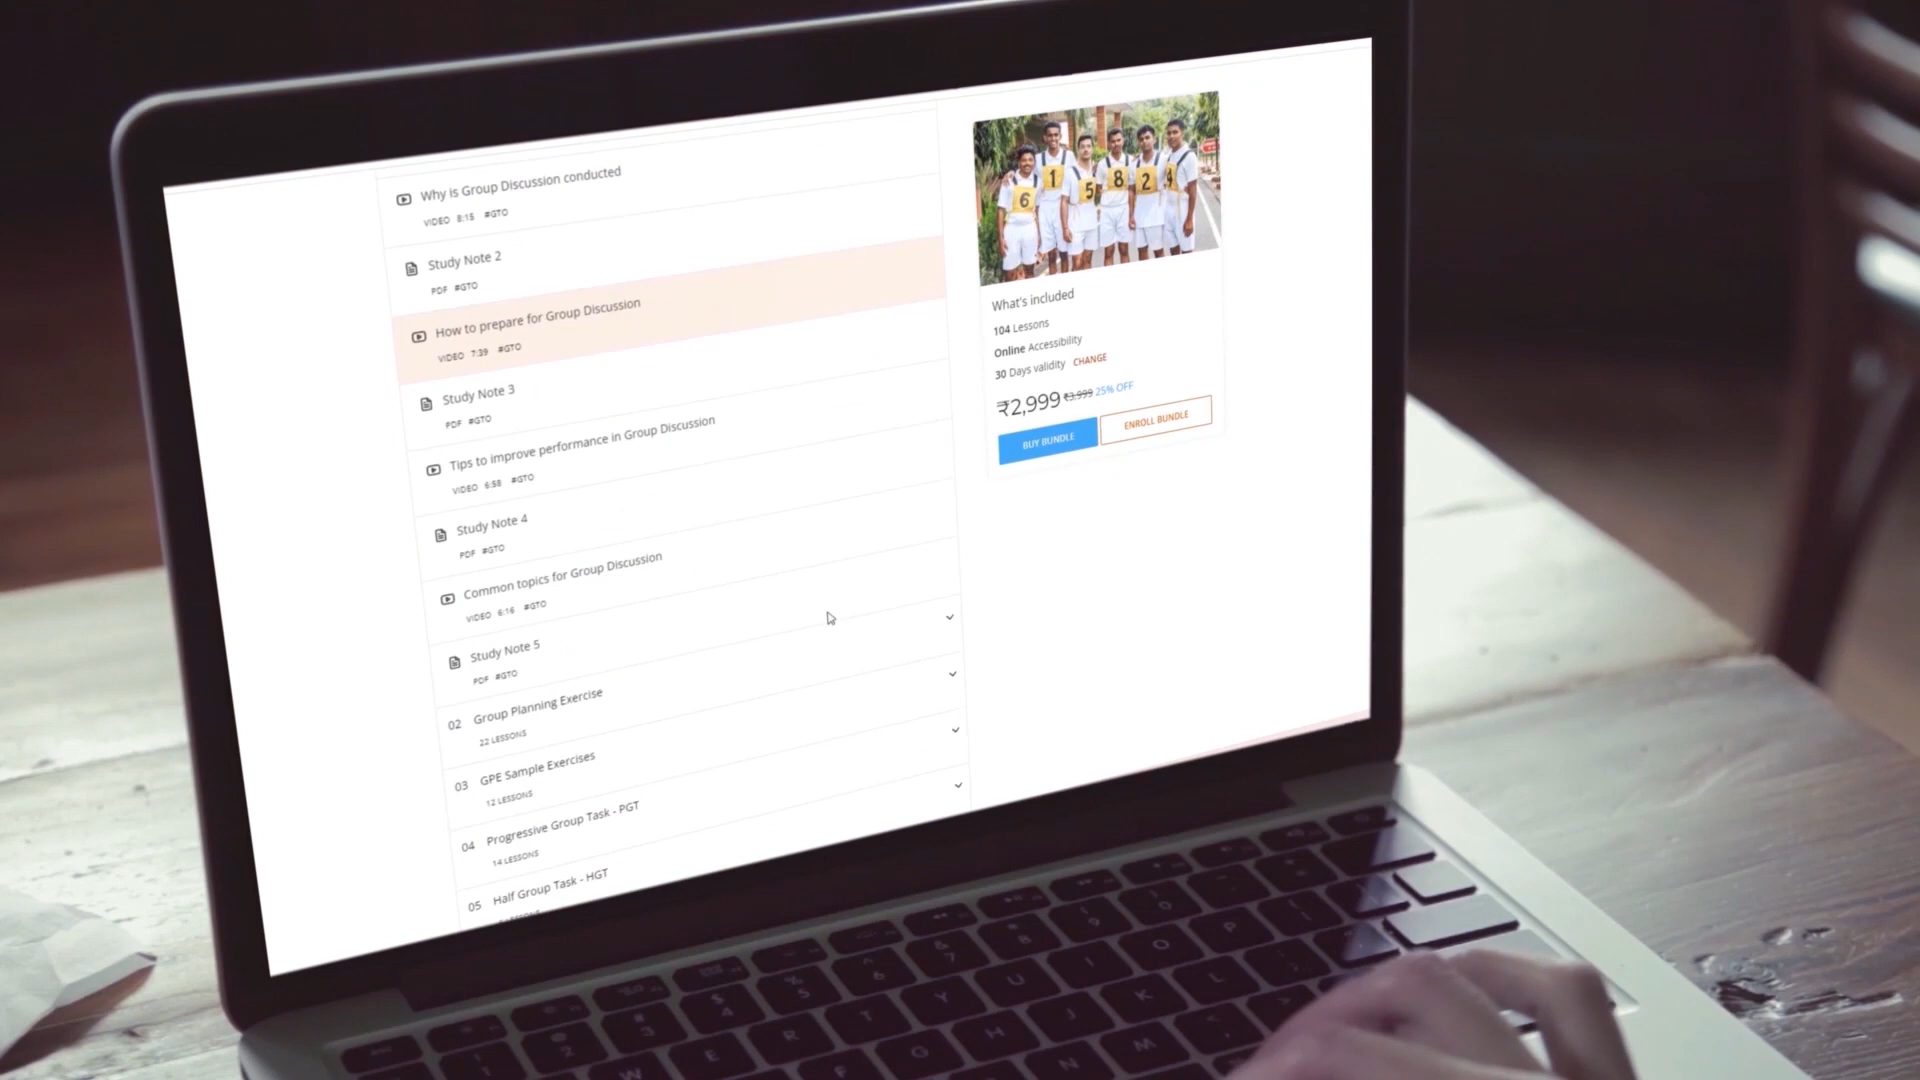 Why is Group Discussion conducted
VIDEO 8:15 #GTO
Study Note 2
PDF #GTO
How to prepare for Group Discussion
VIDEO 7:39 #GTO
Study Note 3
PDF #GTO
Tips to improve performance in Group Discussion
VIDEO 6:58 #GTO
Study Note 4
PDF #GTO
Common topics for Group Discussion
VIDEO 6:16 #GTO
Study Note 5
PDF #GTO
02 Group Planning Exercise
22 LESSONS
03 GPE Sample Exercises
12 LESSONS
04 Progressive Group Task - PGT
14 LESSONS
05 Half Group Task - HGT
6 1 5 8 2 4
What's included
104 Lessons
Online Accessibility
30 Days validity CHANGE
₹2,999 ₹3,999 25% OFF
BUY BUNDLE ENROLL BUNDLE